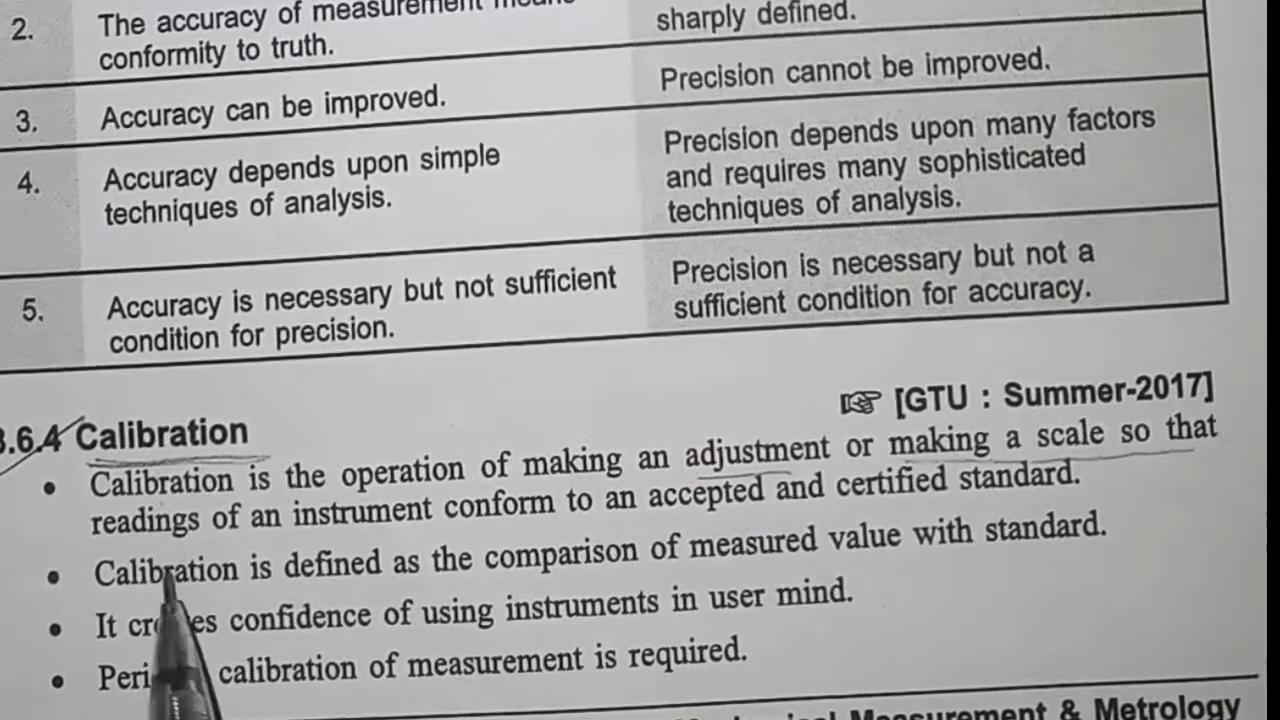 2.
The accuracy of measurement means
conformity to truth.
sharply defined.
3.
Accuracy can be improved.
Precision cannot be improved.
4.
Accuracy depends upon simple
techniques of analysis.
Precision depends upon many factors
and requires many sophisticated
techniques of analysis.
5.
Accuracy is necessary but not sufficient
condition for precision.
Precision is necessary but not a
sufficient condition for accuracy.
☞ [GTU : Summer-2017]
3.6.4 Calibration
• Calibration is the operation of making an adjustment or making a scale so that
readings of an instrument conform to an accepted and certified standard.
• Calibration is defined as the comparison of measured value with standard.
• It confidence of using instruments in user mind.
• calibration of measurement is required.
Measurement & Metrology